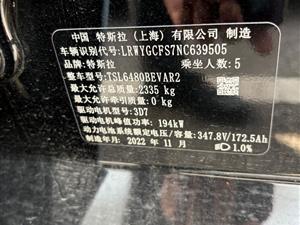 中国 特斯拉（上海）有限公司 制造
车辆识别代号: LRWYGCFS7NC639505
品牌: 特斯拉 乘坐人数: 5
整车型号: TSL6480BEVAR2
最大允许总质量: 2335 kg
最大允许牵引质量: 0 kg
驱动电机型号: 3D7
驱动电机峰值功率: 194kW
动力电池系统额定电压/容量: 347.8V/172.5Ah
制造年月: 2022 年 11 月 1.0%